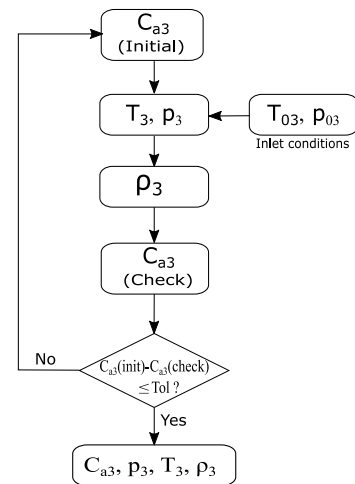 Cₐ₃
(Initial)
T₃, p₃
T₀₃, p₀₃
Inlet conditions
ρ₃
Cₐ₃
(Check)
No
Cₐ₃(init)-Cₐ₃(check)
≤ Tol ?
Yes
Cₐ₃, p₃, T₃, ρ₃